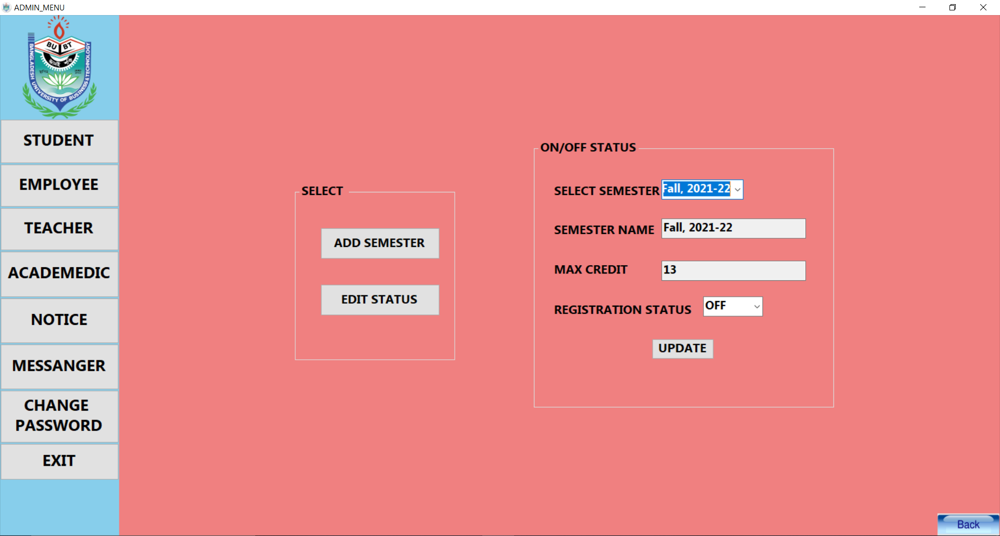 ADMIN_MENU
BU BT
BANGLADESH UNIVERSITY OF BUSINESS & TECHNOLOGY
STUDENT
EMPLOYEE
TEACHER
ACADEMEDIC
NOTICE
MESSANGER
CHANGE
PASSWORD
EXIT
SELECT
ADD SEMESTER
EDIT STATUS
ON/OFF STATUS
SELECT SEMESTER Fall, 2021-22
SEMESTER NAME Fall, 2021-22
MAX CREDIT 13
REGISTRATION STATUS OFF
UPDATE
Back